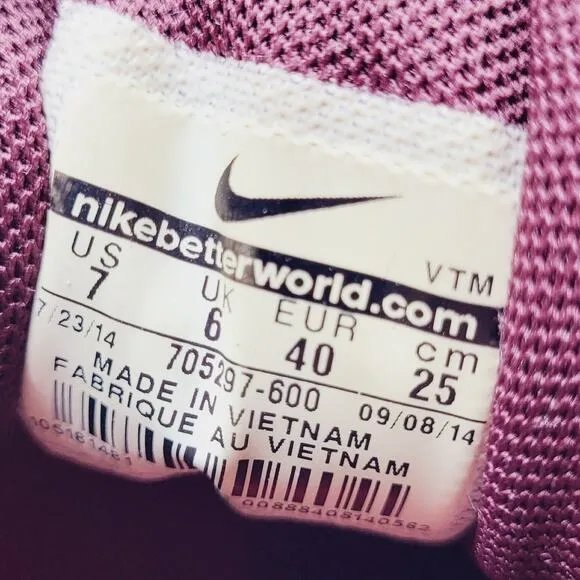 nikebetterworld.com
VTM
US UK EUR cm
7 6 40 25
7/23/14 705297-600 09/08/14
MADE IN VIETNAM
FABRIQUE AU VIETNAM
00888408140562